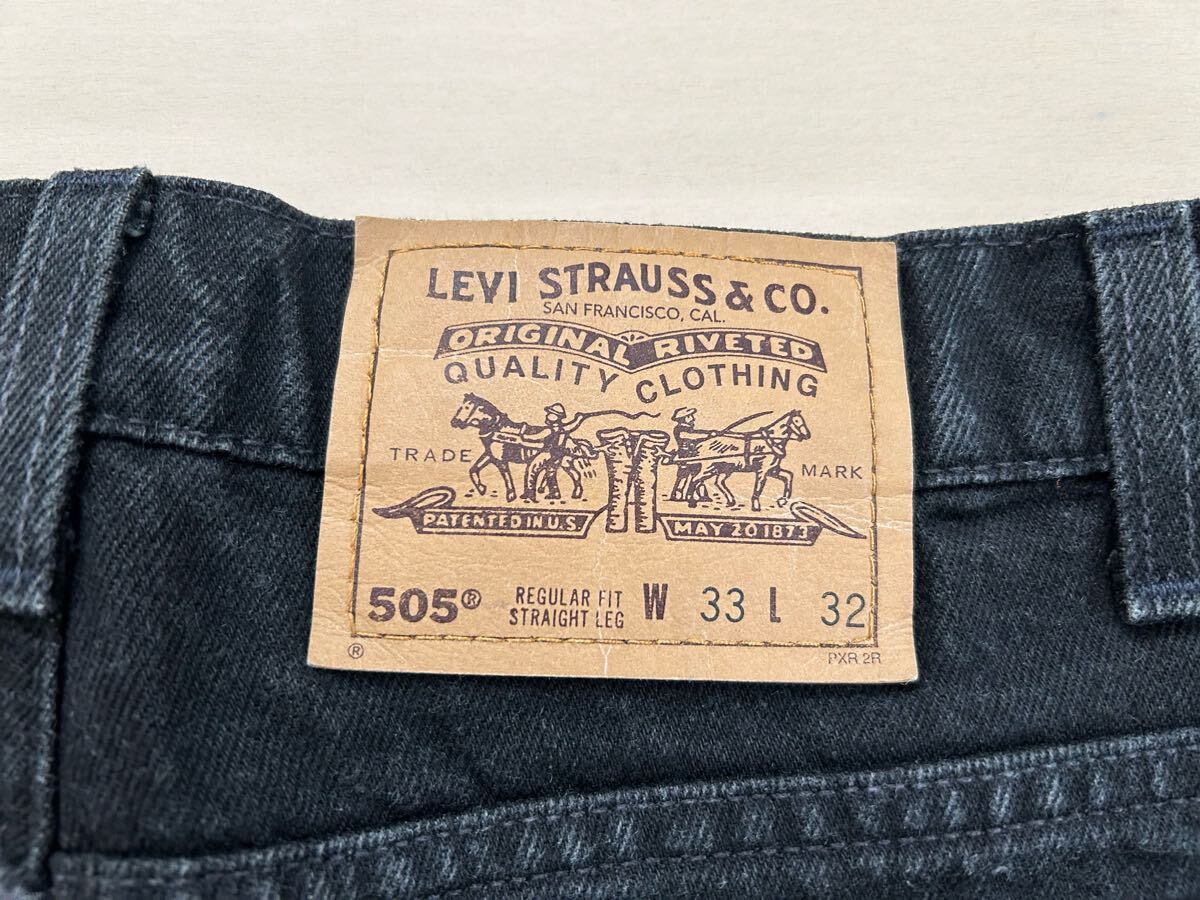 LEVI STRAUSS & CO.
SAN FRANCISCO, CAL.
ORIGINAL RIVETED
QUALITY CLOTHING
TRADE MARK
PATENTED IN U.S. MAY 20 1873
505® REGULAR FIT W 33 L 32
STRAIGHT LEG
® PXR 2R